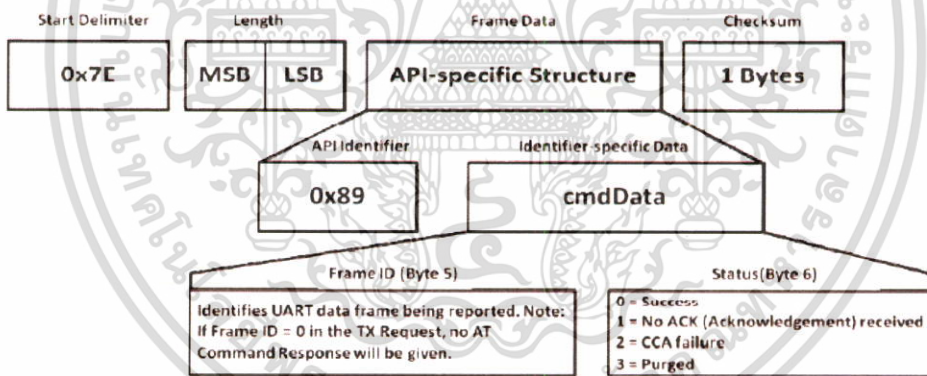 Start Delimiter Length Frame Data Checksum
0x7E MSB LSB API-specific Structure 1 Bytes
API Identifier Identifier-specific Data
0x89 cmdData
Frame ID (Byte 5)
Identifies UART data frame being reported. Note:
If Frame ID = 0 in the TX Request, no AT
Command Response will be given.
Status(Byte 6)
0 = Success
1 = No ACK (Acknowledgement) received
2 = CCA failure
3 = Purged